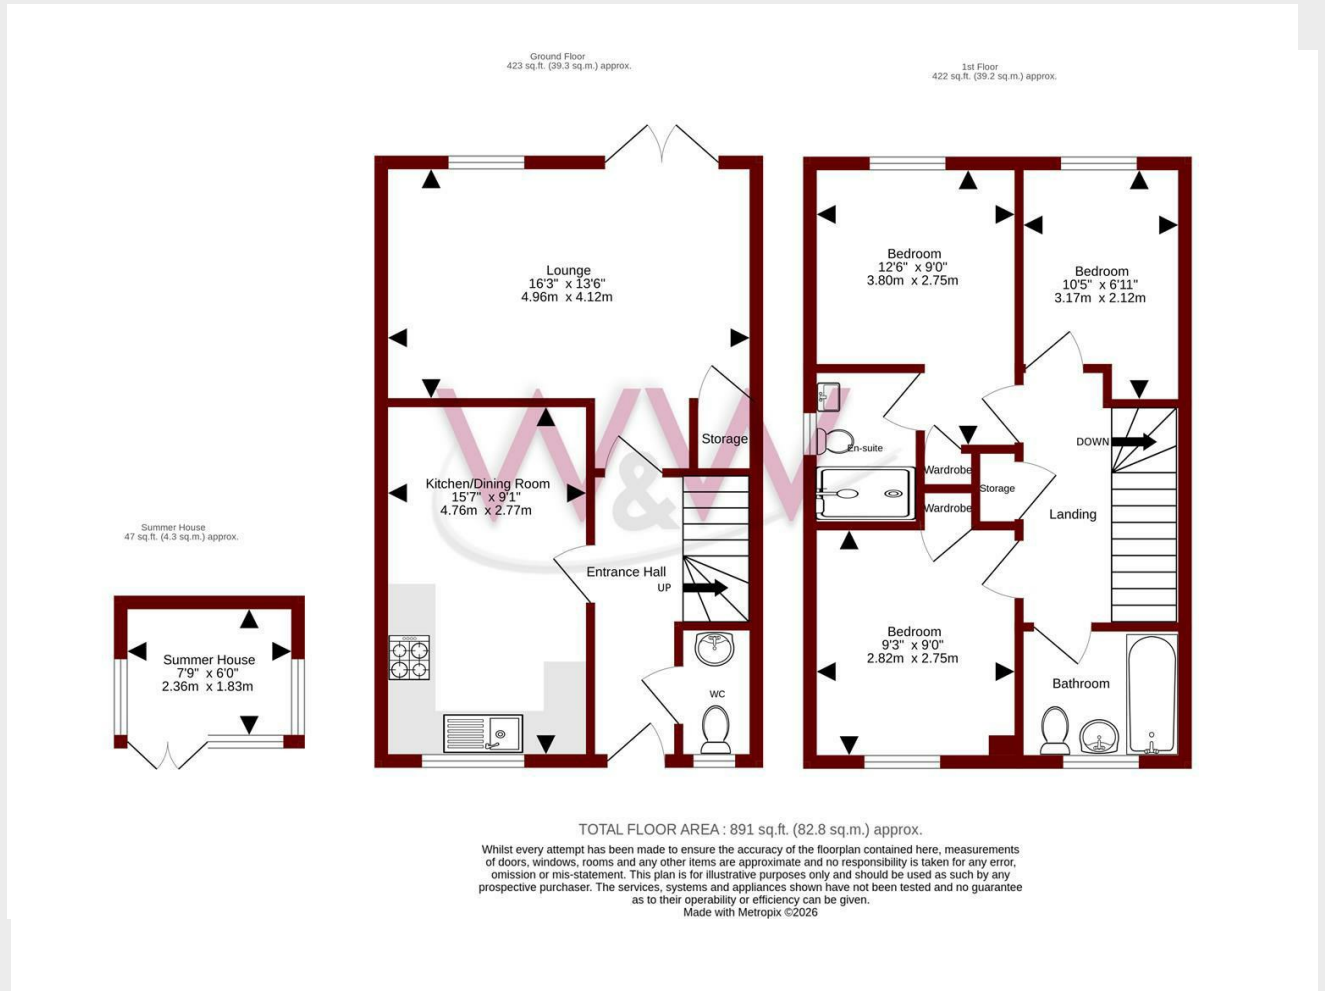 Ground Floor
423 sq.ft. (39.3 sq.m.) approx.
1st Floor
422 sq.ft. (39.2 sq.m.) approx.
Lounge
16'3" x 13'6"
4.96m x 4.12m
Storage
Kitchen/Dining Room
15'7" x 9'1"
4.76m x 2.77m
Entrance Hall
UP
WC
Bedroom
12'6" x 9'0"
3.80m x 2.75m
Bedroom
10'5" x 6'11"
3.17m x 2.12m
En-suite
Wardrobe
Wardrobe
Storage
DOWN
Landing
Bedroom
9'3" x 9'0"
2.82m x 2.75m
Bathroom
Summer House
47 sq.ft. (4.3 sq.m.) approx.
Summer House
7'9" x 6'0"
2.36m x 1.83m
W&W
TOTAL FLOOR AREA : 891 sq.ft. (82.8 sq.m.) approx.
Whilst every attempt has been made to ensure the accuracy of the floorplan contained here, measurements
of doors, windows, rooms and any other items are approximate and no responsibility is taken for any error,
omission or mis-statement. This plan is for illustrative purposes only and should be used as such by any
prospective purchaser. The services, systems and appliances shown have not been tested and no guarantee
as to their operability or efficiency can be given.
Made with Metropix ©2026